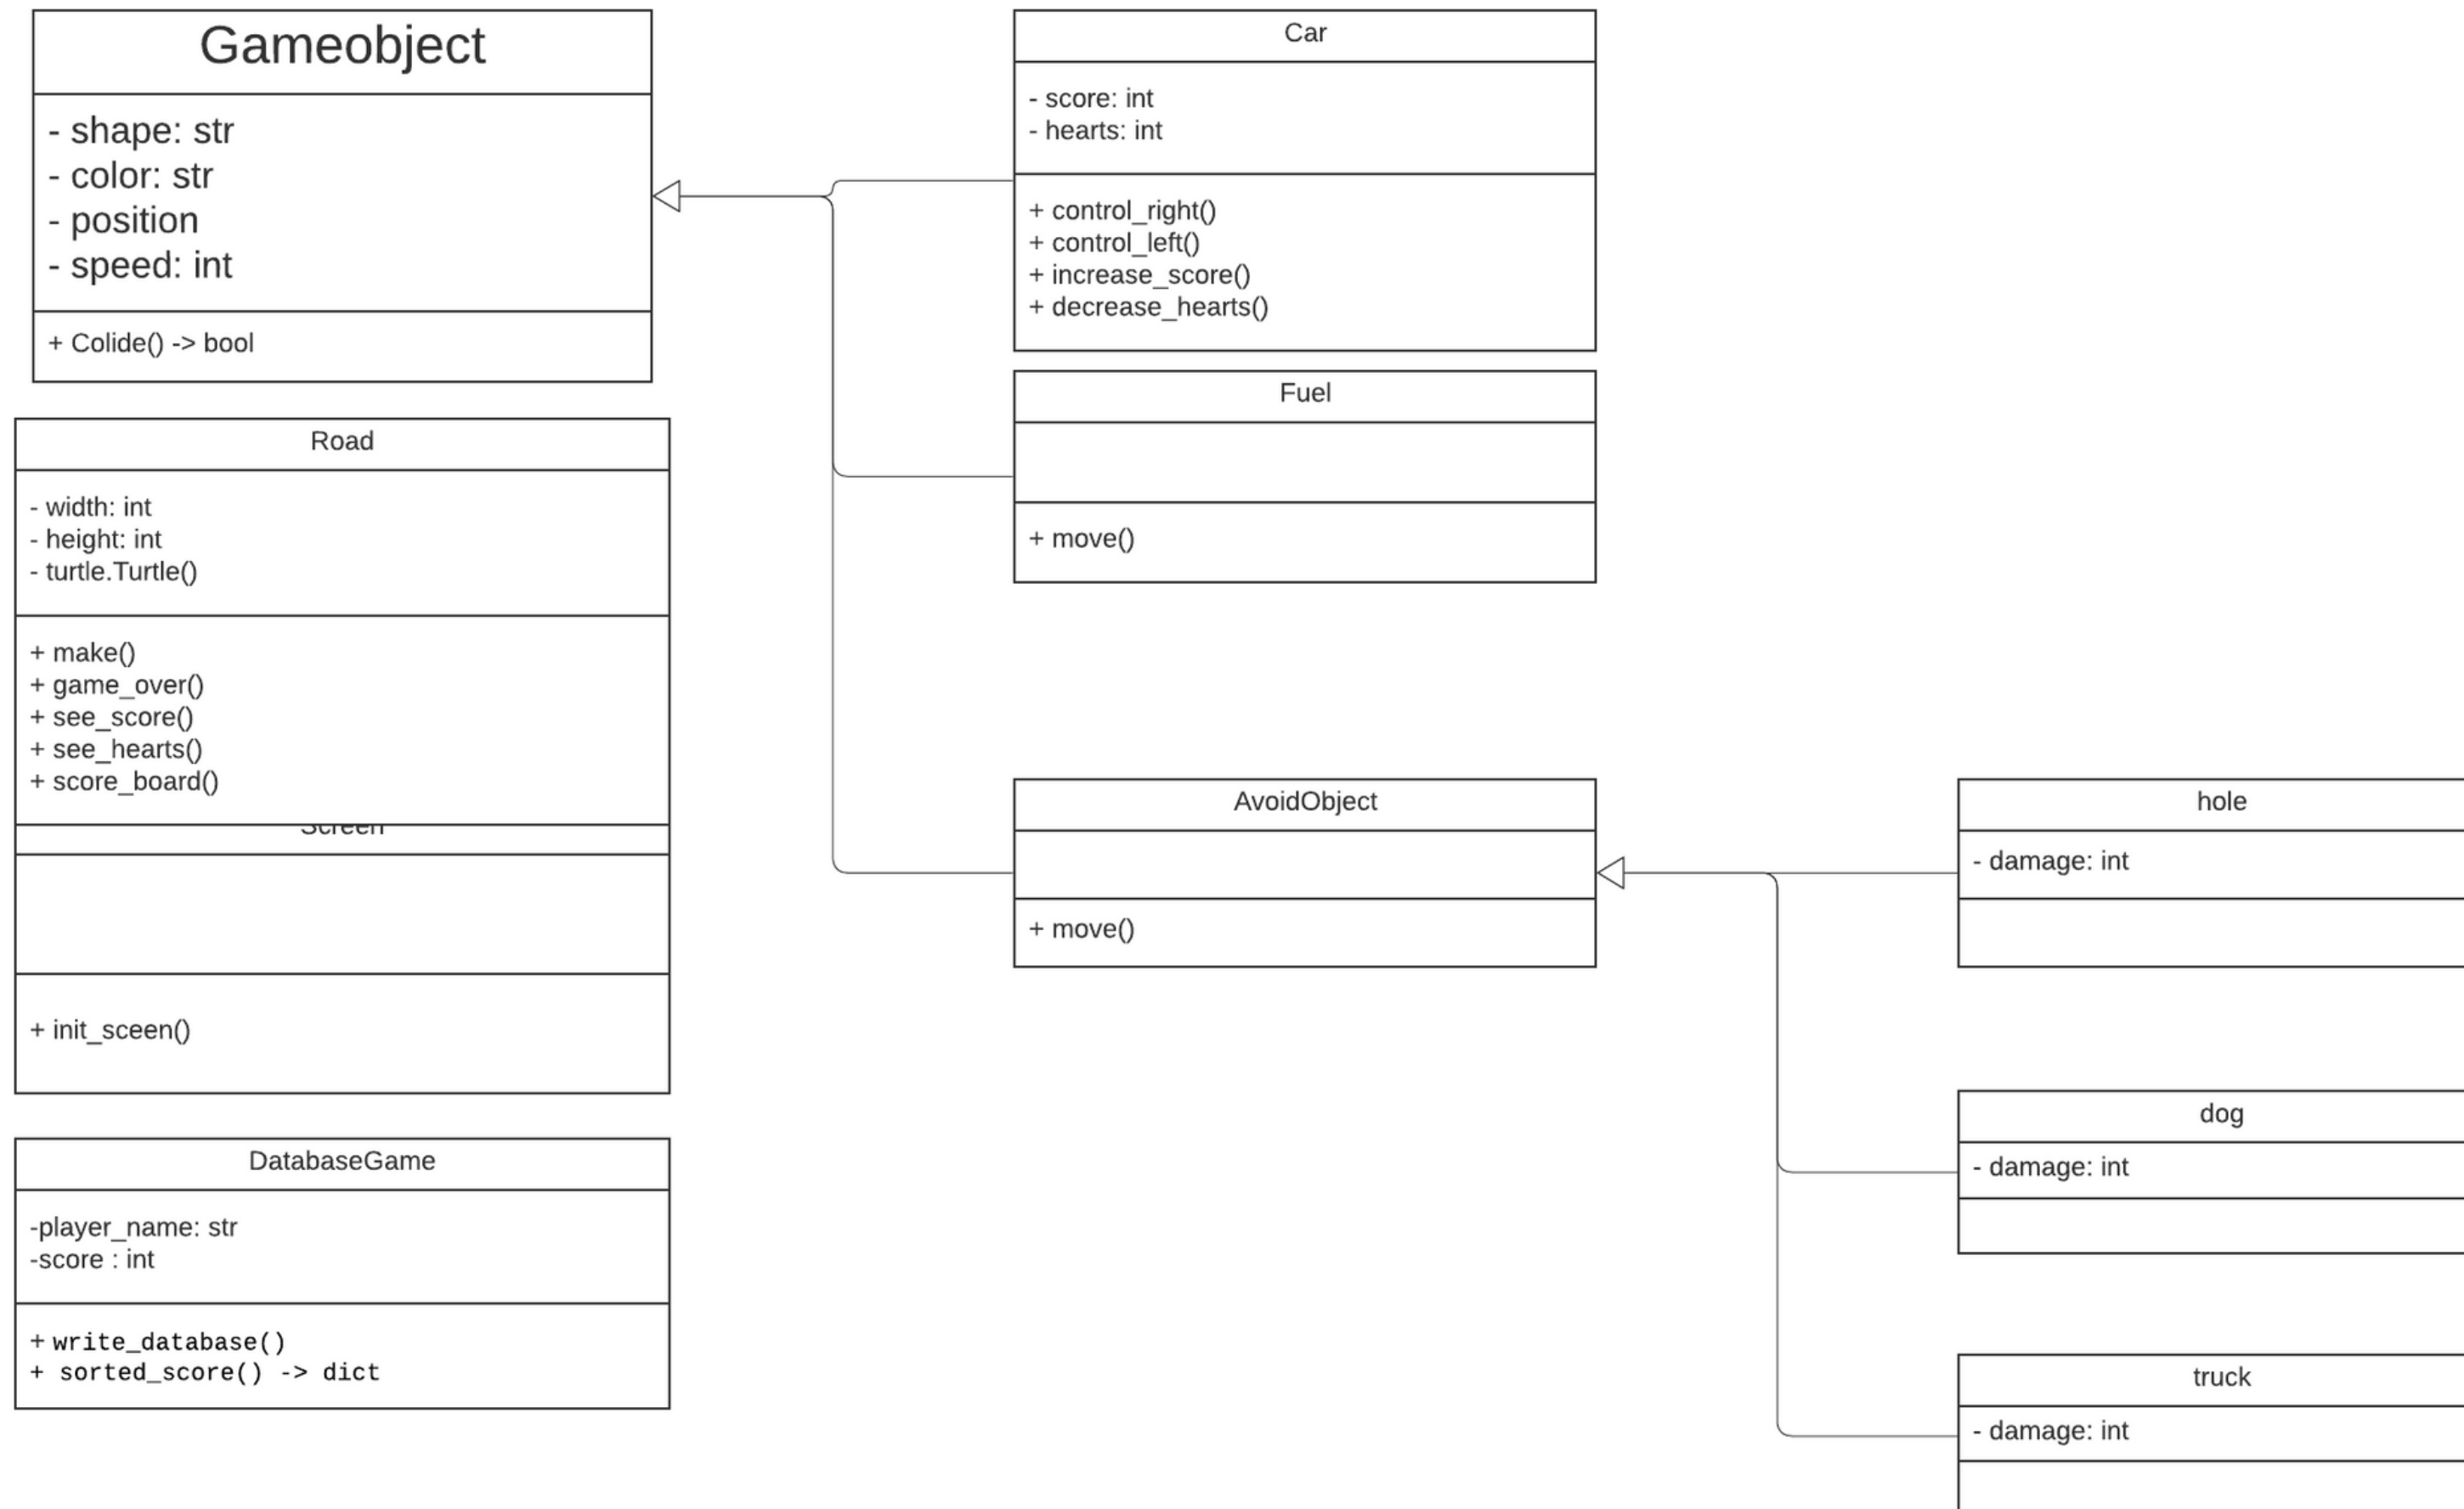 Gameobject
- shape: str
- color: str
- position
- speed: int
+ Colide() -> bool
Road
- width: int
- height: int
- turtle.Turtle()
+ make()
+ game_over()
+ see_score()
+ see_hearts()
+ score_board()
Screen
+ init_sceen()
DatabaseGame
-player_name: str
-score : int
+ write_database()
+ sorted_score() -> dict
Car
- score: int
- hearts: int
+ control_right()
+ control_left()
+ increase_score()
+ decrease_hearts()
Fuel
+ move()
AvoidObject
+ move()
hole
- damage: int
dog
- damage: int
truck
- damage: int